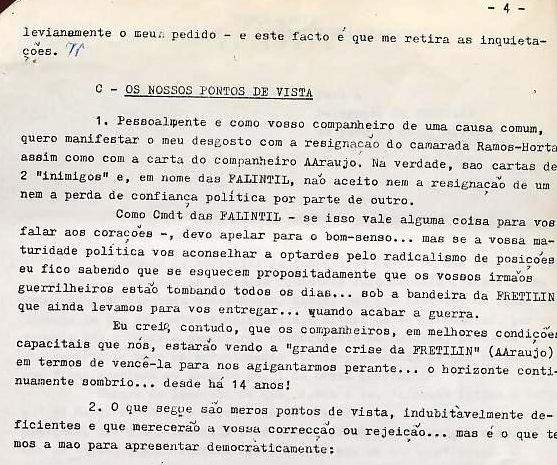 - 4 -
levianamente o meu pedido - e este facto é que me retira as inquieta-
ções.
C - OS NOSSOS PONTOS DE VISTA
1. Pessoalmente e como vosso companheiro de uma causa comum,
quero manifestar o meu desgosto com a resignação do camarada Ramos-Horta
assim como com a carta do companheiro AAraujo. Na verdade, sao cartas de
2 "inimigos" e, em nome das FALINTIL, não aceito nem a resignação de um
nem a perda de confiança política por parte de outro.
Como Cmdt das FALINTIL - se isso vale alguma coisa para vos
falar aos corações -, devo apelar para o bom-senso... mas se a vossa ma-
turidade política vos aconselhar a optardes pelo radicalismo de posições
eu fico sabendo que se esquecem propositadamente que os vossos irmãos
guerrilheiros estão tombando todos os dias... sob a bandeira da FRETILIN
que ainda levamos para vos entregar... quando acabar a guerra.
Eu creio, contudo, que os companheiros, em melhores condições
capacitais que nós, estarão vendo a "grande crise da FRETILIN" (AAraujo)
em termos de vencê-la para nos agigantarmos perante... o horizonte conti-
nuamente sombrio... desde há 14 anos!
2. O que segue são meros pontos de vista, indubitàvelmente de-
ficientes e que merecerão a vossa correcção ou rejeição... mas é o que te
mos a mao para apresentar democràticamente: